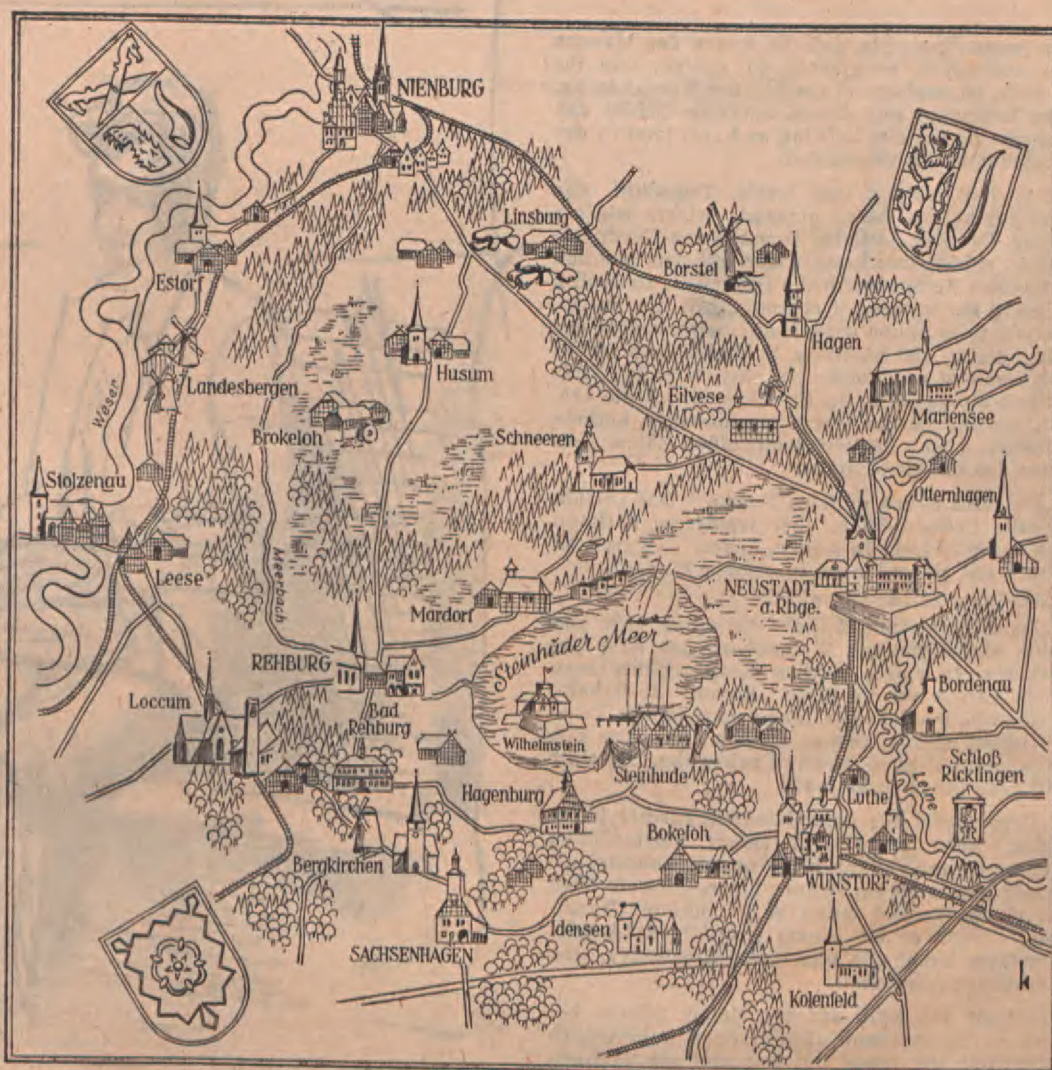 NIENBURG
Linsburg
Borstel
Estorf
Hagen
Husum
Landesbergen
Weser
Eilvese
Mariensee
Brokeloh
Schneeren
Stolzenau
Otternhagen
Leese
Meerbach
Mardorf
NEUSTADT
a.Rbge.
Steinhuder Meer
REHBURG
Loccum
Bordenau
Bad
Rehburg
Wilhelmstein
Steinhude
Schloß
Ricklingen
Leine
Luthe
Hagenburg
Bokeloh
Bergkirchen
WUNSTORF
Idensen
SACHSENHAGEN
Kolenfeld